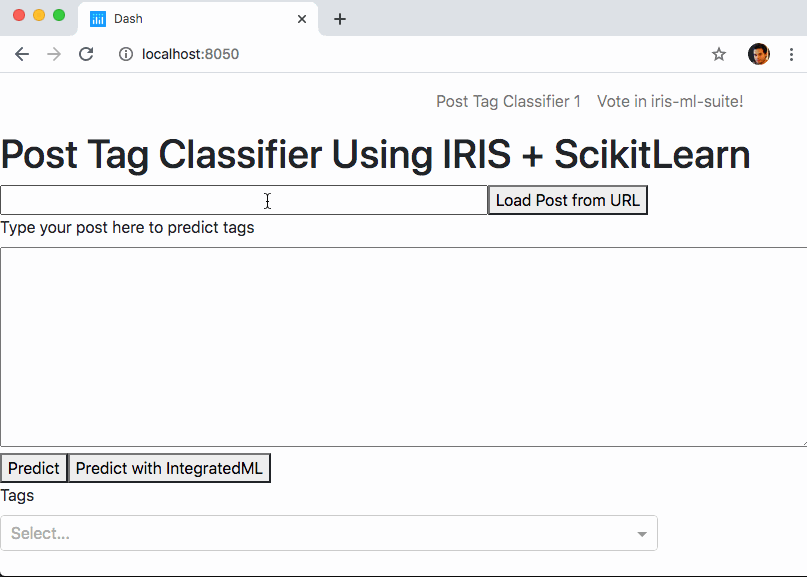 Dash
localhost:8050
Post Tag Classifier 1 Vote in iris-ml-suite!
Post Tag Classifier Using IRIS + ScikitLearn
Load Post from URL
Type your post here to predict tags
Predict Predict with IntegratedML
Tags
Select...